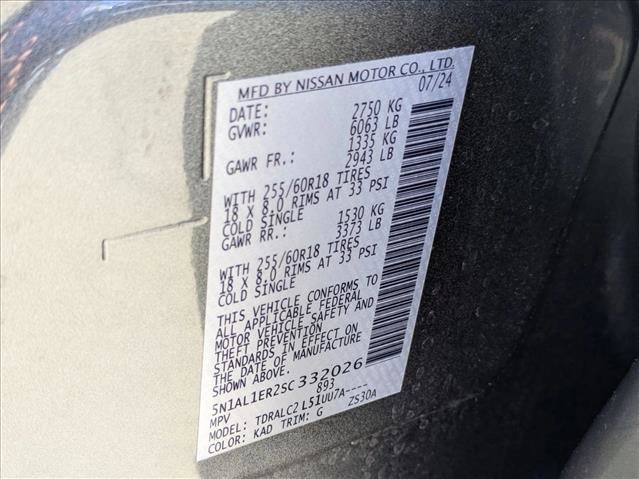 MFD BY NISSAN MOTOR CO., LTD.
DATE: 07/24
GVWR: 2750 KG
6063 LB
GAWR FR.: 1335 KG
2943 LB
WITH 255/60R18 TIRES
18 X 8.0 RIMS AT 33 PSI
COLD SINGLE
GAWR RR.: 1530 KG
3373 LB
WITH 255/60R18 TIRES
18 X 8.0 RIMS AT 33 PSI
COLD SINGLE
THIS VEHICLE CONFORMS TO
ALL APPLICABLE FEDERAL
MOTOR VEHICLE SAFETY AND
THEFT PREVENTION
STANDARDS IN EFFECT ON
THE DATE OF MANUFACTURE
SHOWN ABOVE.
5N1AL1ER2SC332026
MPV 893
MODEL: TDRALC2 L51UU7A----
COLOR: KAD TRIM: G ZS30A